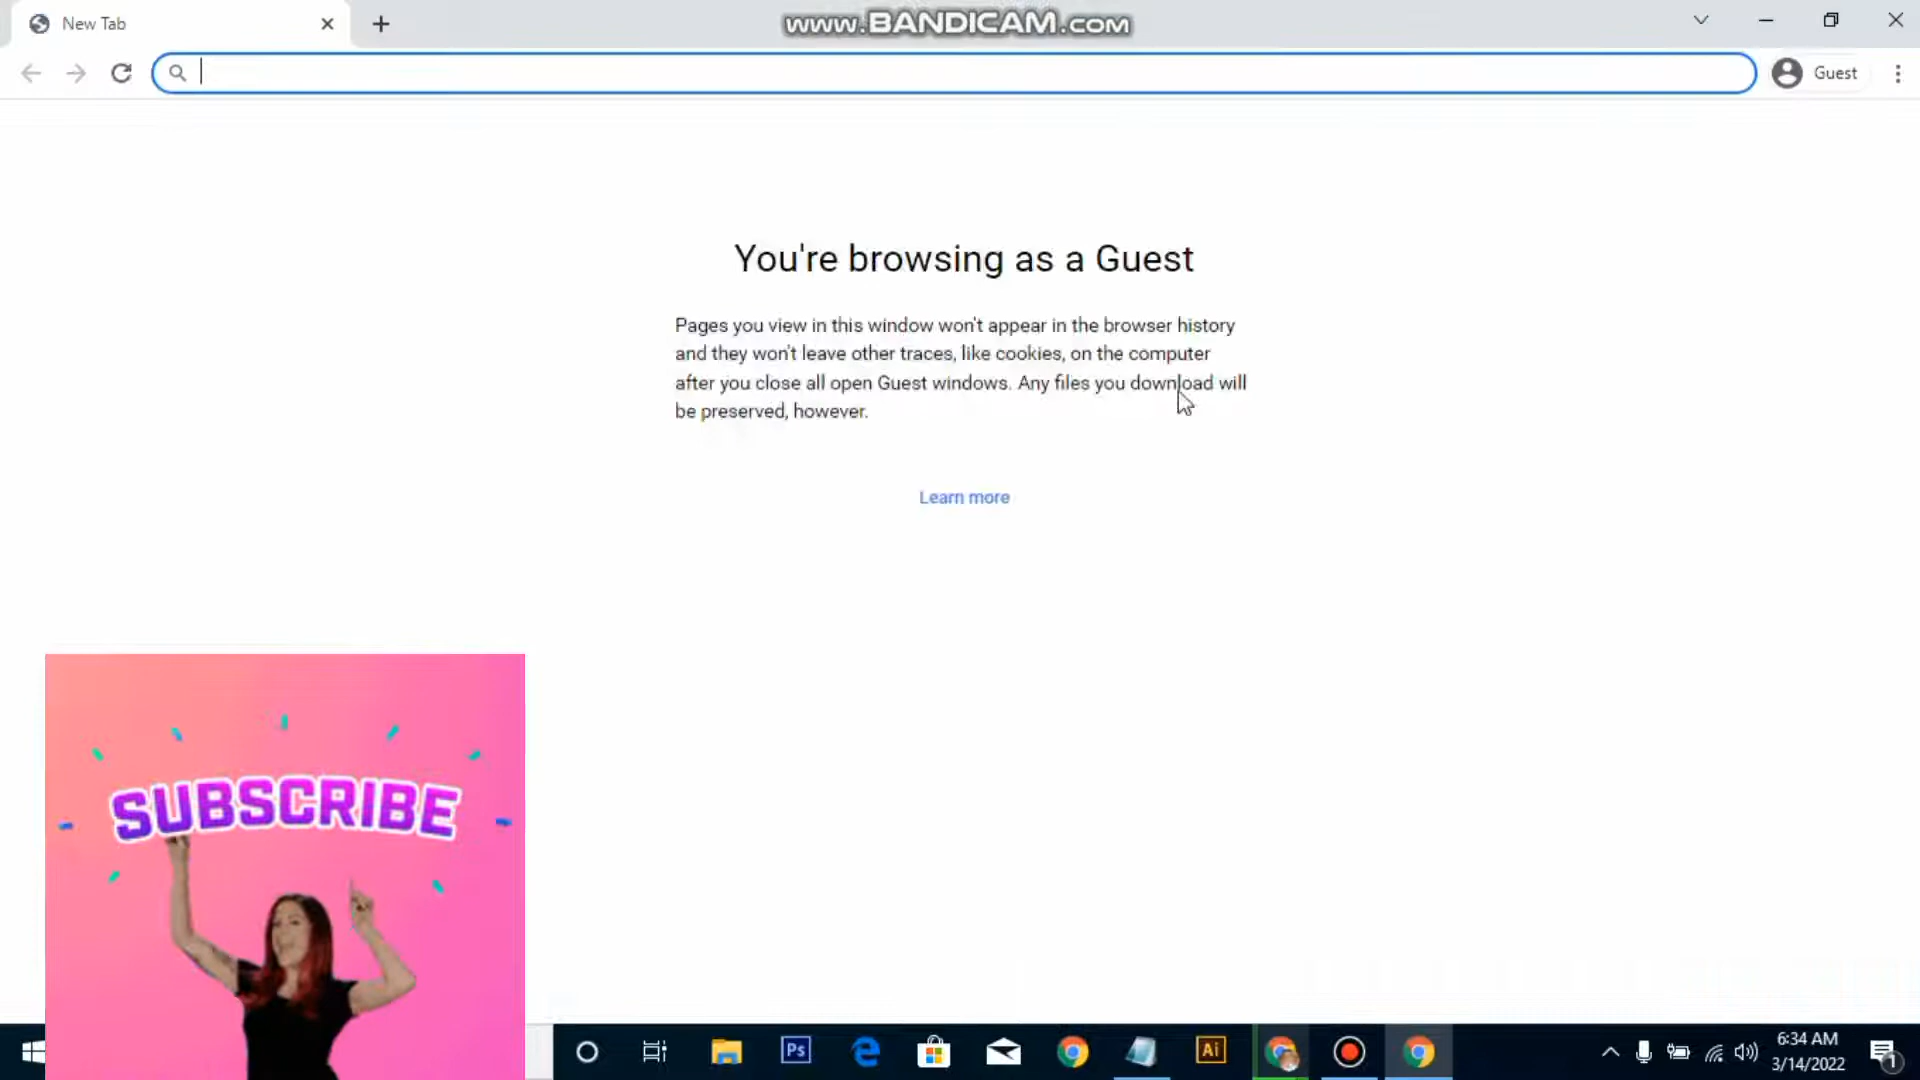 New Tab
www.BANDICAM.com
Guest
You're browsing as a Guest
Pages you view in this window won't appear in the browser history
and they won't leave other traces, like cookies, on the computer
after you close all open Guest windows. Any files you download will
be preserved, however.
Learn more
SUBSCRIBE
Ps
Ai
6:34 AM
3/14/2022
1